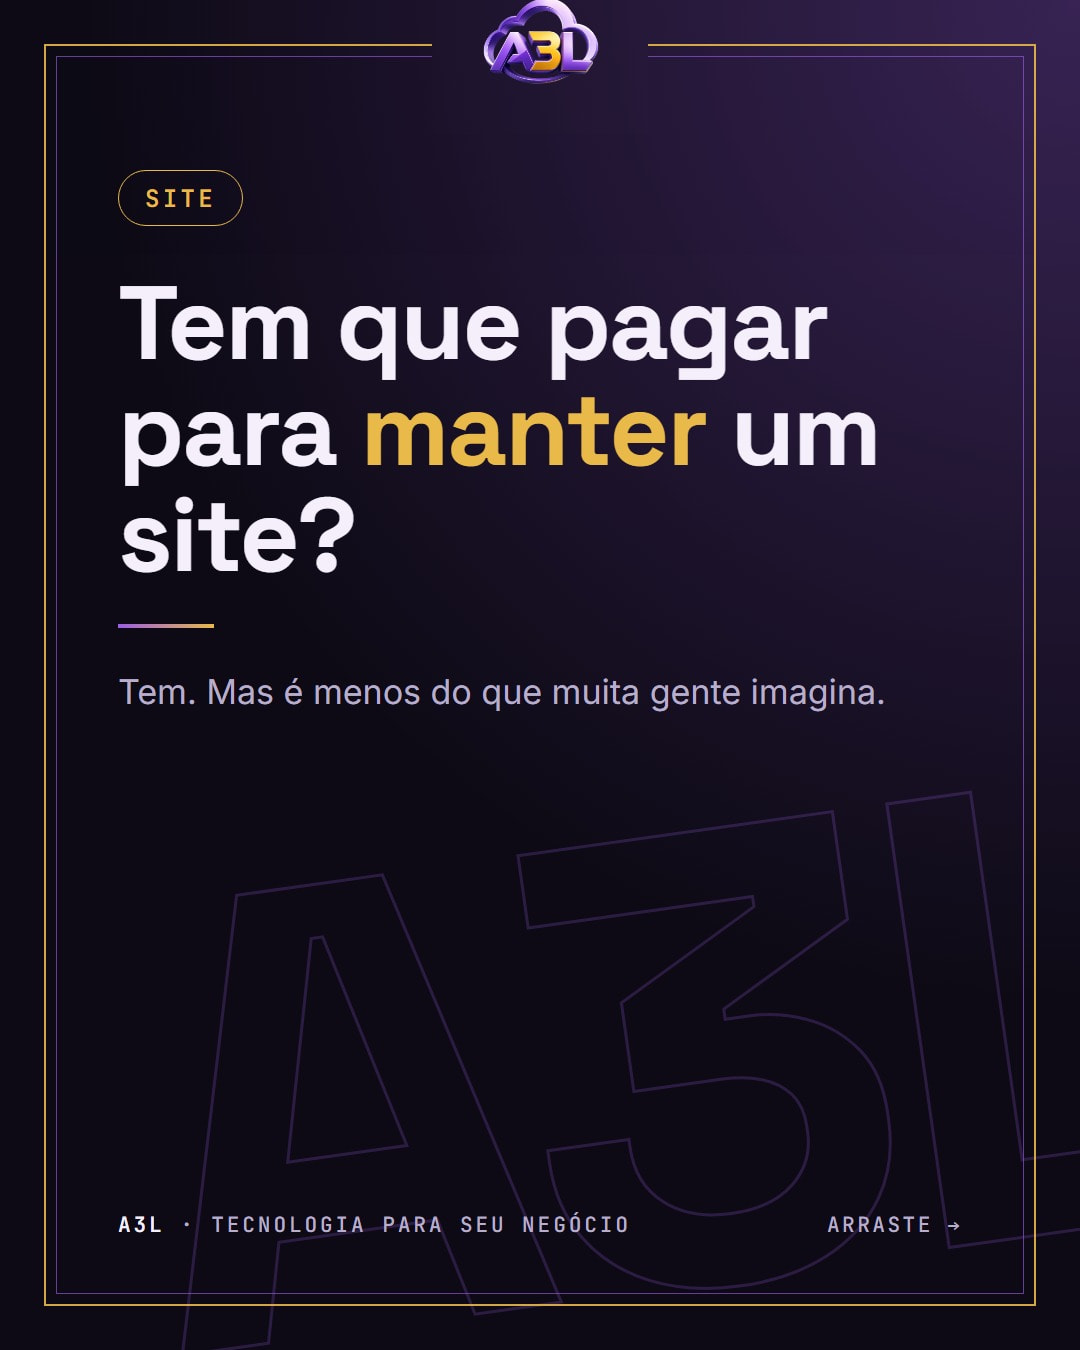 A3L
SITE
Tem que pagar
para manter um
site?
Tem. Mas é menos do que muita gente imagina.
A3L
A3L · TECNOLOGIA PARA SEU NEGÓCIO
ARRASTE →